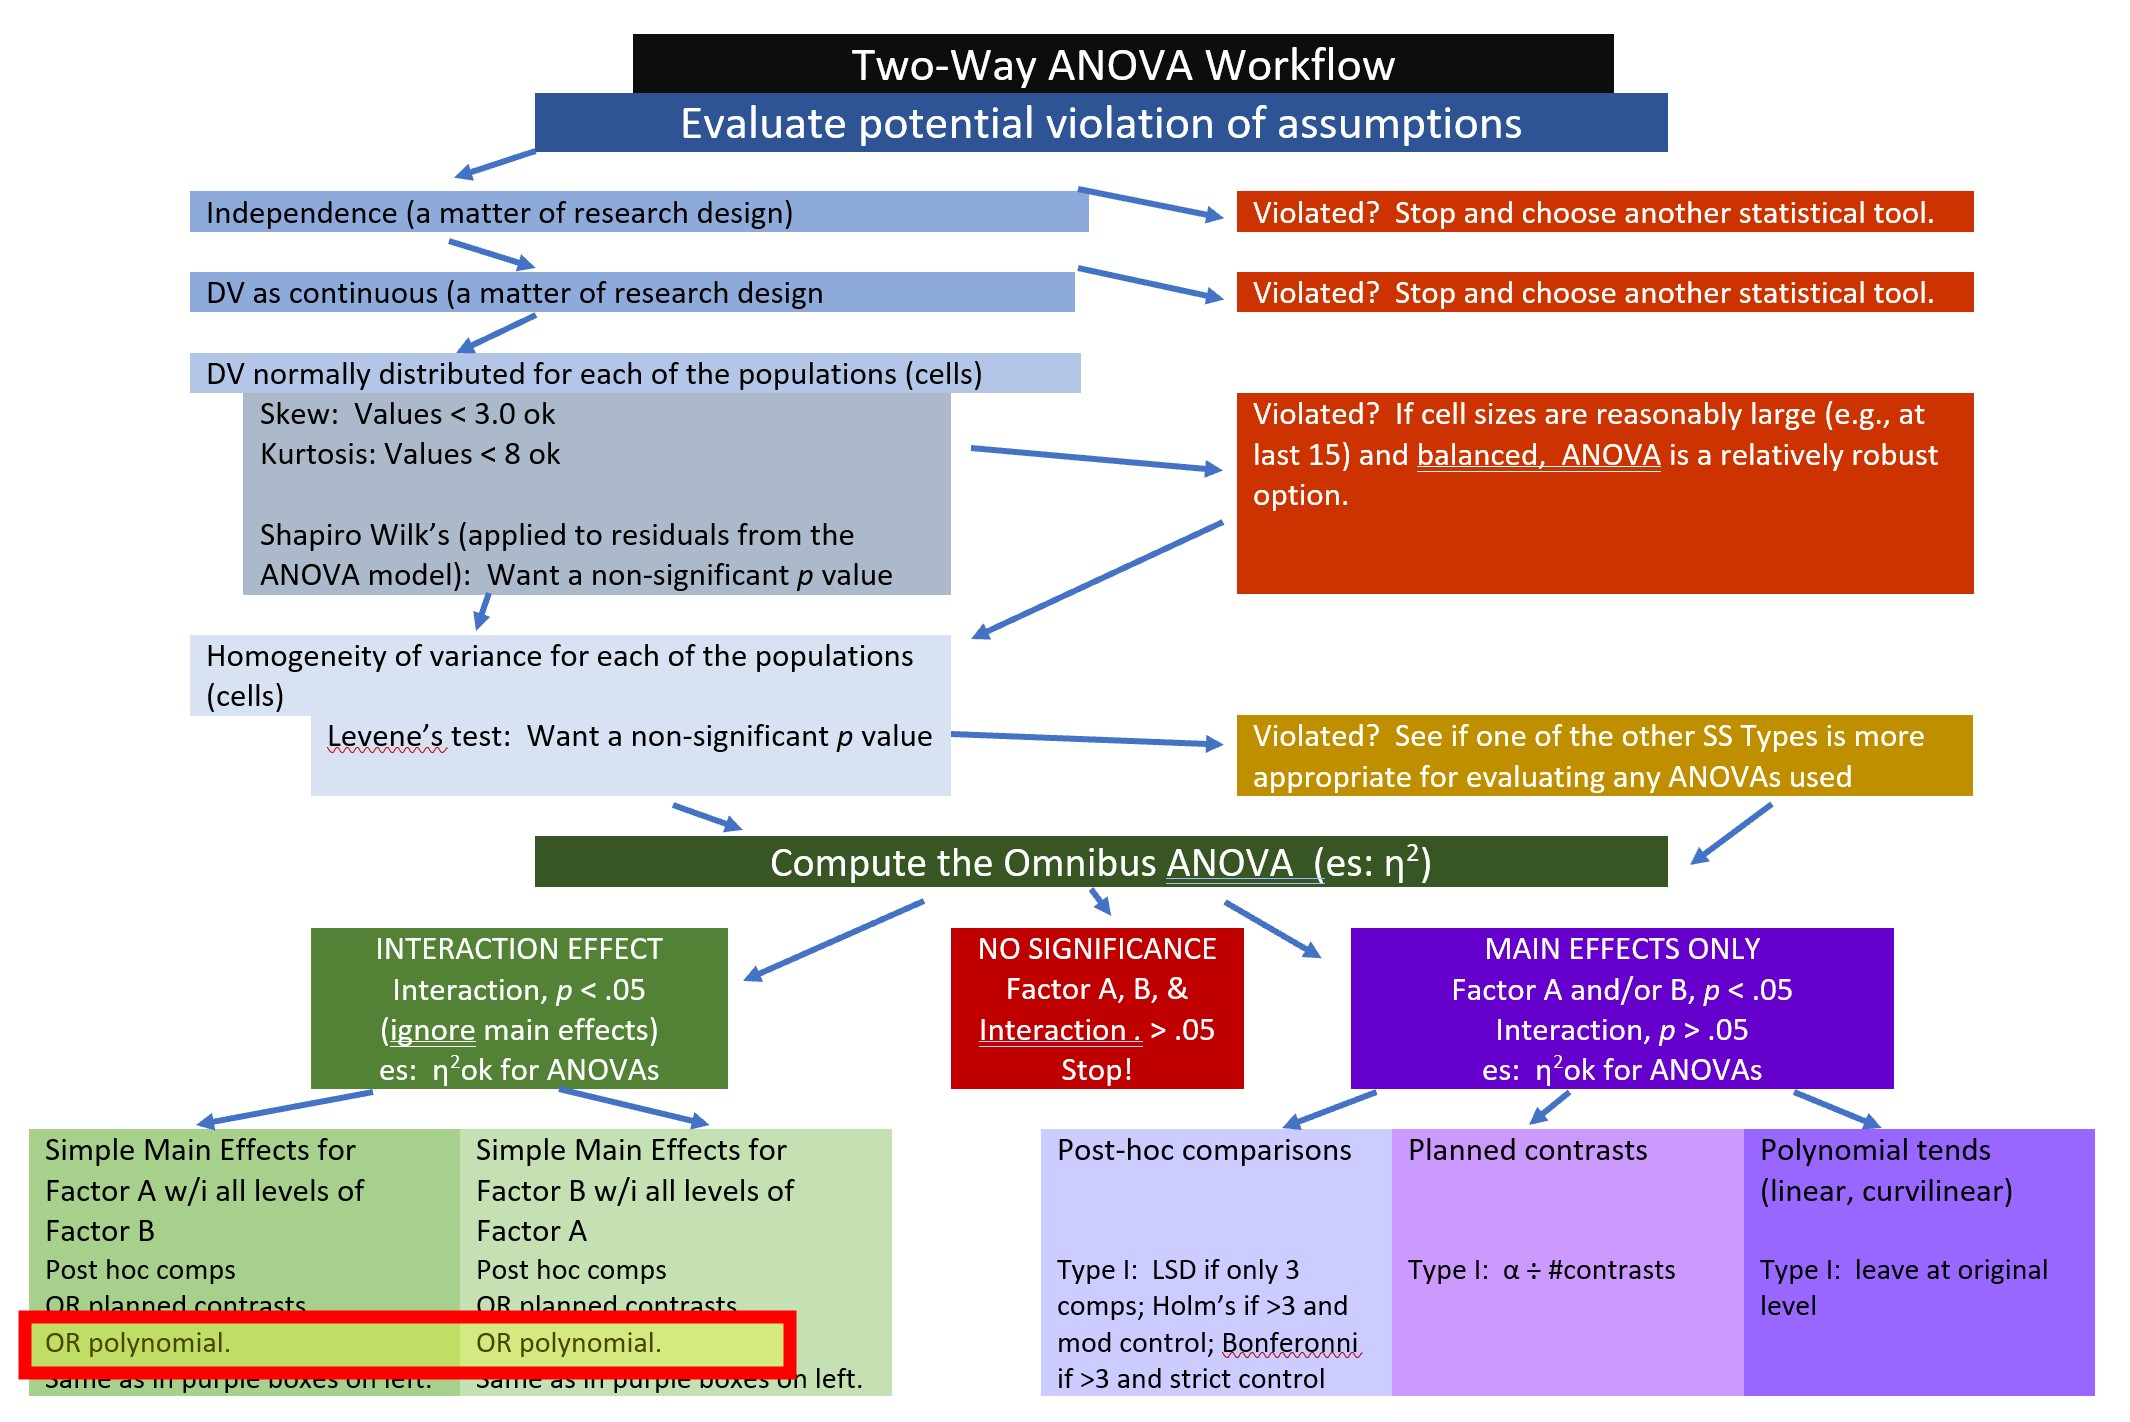 Two-Way ANOVA Workflow
Evaluate potential violation of assumptions
Independence (a matter of research design)
Violated?  Stop and choose another statistical tool.
DV as continuous (a matter of research design
Violated?  Stop and choose another statistical tool.
DV normally distributed for each of the populations (cells)
Skew:  Values < 3.0 ok
Kurtosis: Values < 8 ok
Shapiro Wilk’s (applied to residuals from the
ANOVA model):  Want a non-significant p value
Violated?  If cell sizes are reasonably large (e.g., at
last 15) and balanced,  ANOVA is a relatively robust
option.
Homogeneity of variance for each of the populations
(cells)
Levene’s test:  Want a non-significant p value
Violated?  See if one of the other SS Types is more
appropriate for evaluating any ANOVAs used
Compute the Omnibus ANOVA  (es: η²)
INTERACTION EFFECT
Interaction, p < .05
(ignore main effects)
es:  η²ok for ANOVAs
NO SIGNIFICANCE
Factor A, B, &
Interaction . > .05
Stop!
MAIN EFFECTS ONLY
Factor A and/or B, p < .05
Interaction, p > .05
es:  η²ok for ANOVAs
Simple Main Effects for
Factor A w/i all levels of
Factor B
Post hoc comps
OR planned contrasts
OR polynomial.
Same as in purple boxes on left.
Simple Main Effects for
Factor B w/i all levels of
Factor A
Post hoc comps
OR planned contrasts
OR polynomial.
Same as in purple boxes on left.
Post-hoc comparisons
Type I:  LSD if only 3
comps; Holm’s if >3 and
mod control; Bonferonni
if >3 and strict control
Planned contrasts
Type I:  α ÷ #contrasts
Polynomial tends
(linear, curvilinear)
Type I:  leave at original
level